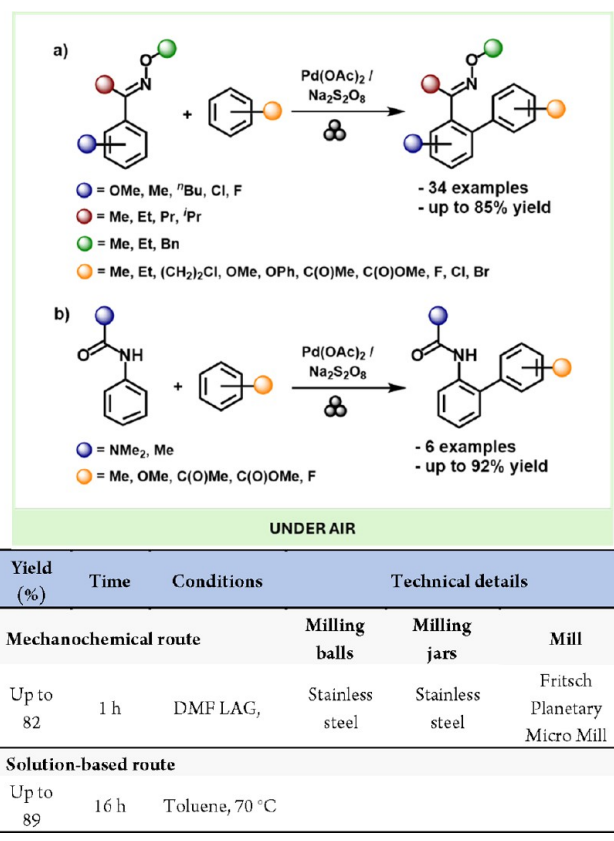 a)
O
N
+
Pd(OAc)₂ /
Na₂S₂O₈
O
N
= OMe, Me, ⁿBu, Cl, F
= Me, Et, Pr, ⁱPr
= Me, Et, Bn
= Me, Et, (CH₂)₂Cl, OMe, OPh, C(O)Me, C(O)OMe, F, Cl, Br
- 34 examples
- up to 85% yield
b)
O
NH
+
Pd(OAc)₂ /
Na₂S₂O₈
O
NH
= NMe₂, Me
= Me, OMe, C(O)Me, C(O)OMe, F
- 6 examples
- up to 92% yield
UNDER AIR
Yield
(%)
Time
Conditions
Technical details
Mechanochemical route
Milling
balls
Milling
jars
Mill
Up to
82
1 h
DMF LAG,
Stainless
steel
Stainless
steel
Fritsch
Planetary
Micro Mill
Solution-based route
Up to
89
16 h
Toluene, 70 °C